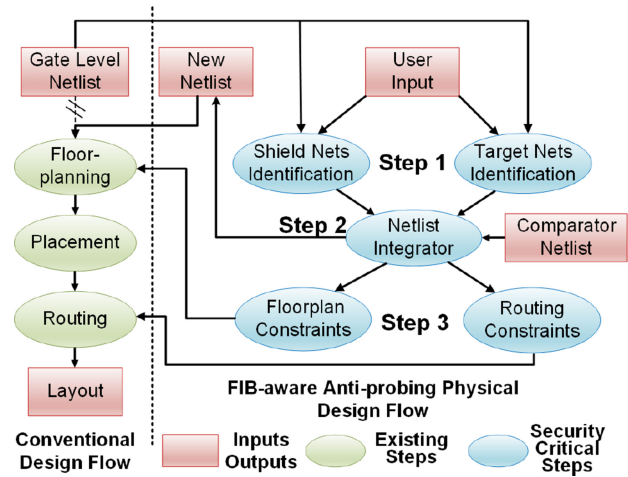 Gate Level
Netlist
New
Netlist
User
Input
Floor-
planning
Shield Nets
Identification
Step 1
Target Nets
Identification
Step 2
Placement
Netlist
Integrator
Comparator
Netlist
Routing
Floorplan
Constraints
Step 3
Routing
Constraints
Layout
FIB-aware Anti-probing Physical
Design Flow
Conventional
Design Flow
Inputs
Outputs
Existing
Steps
Security
Critical
Steps